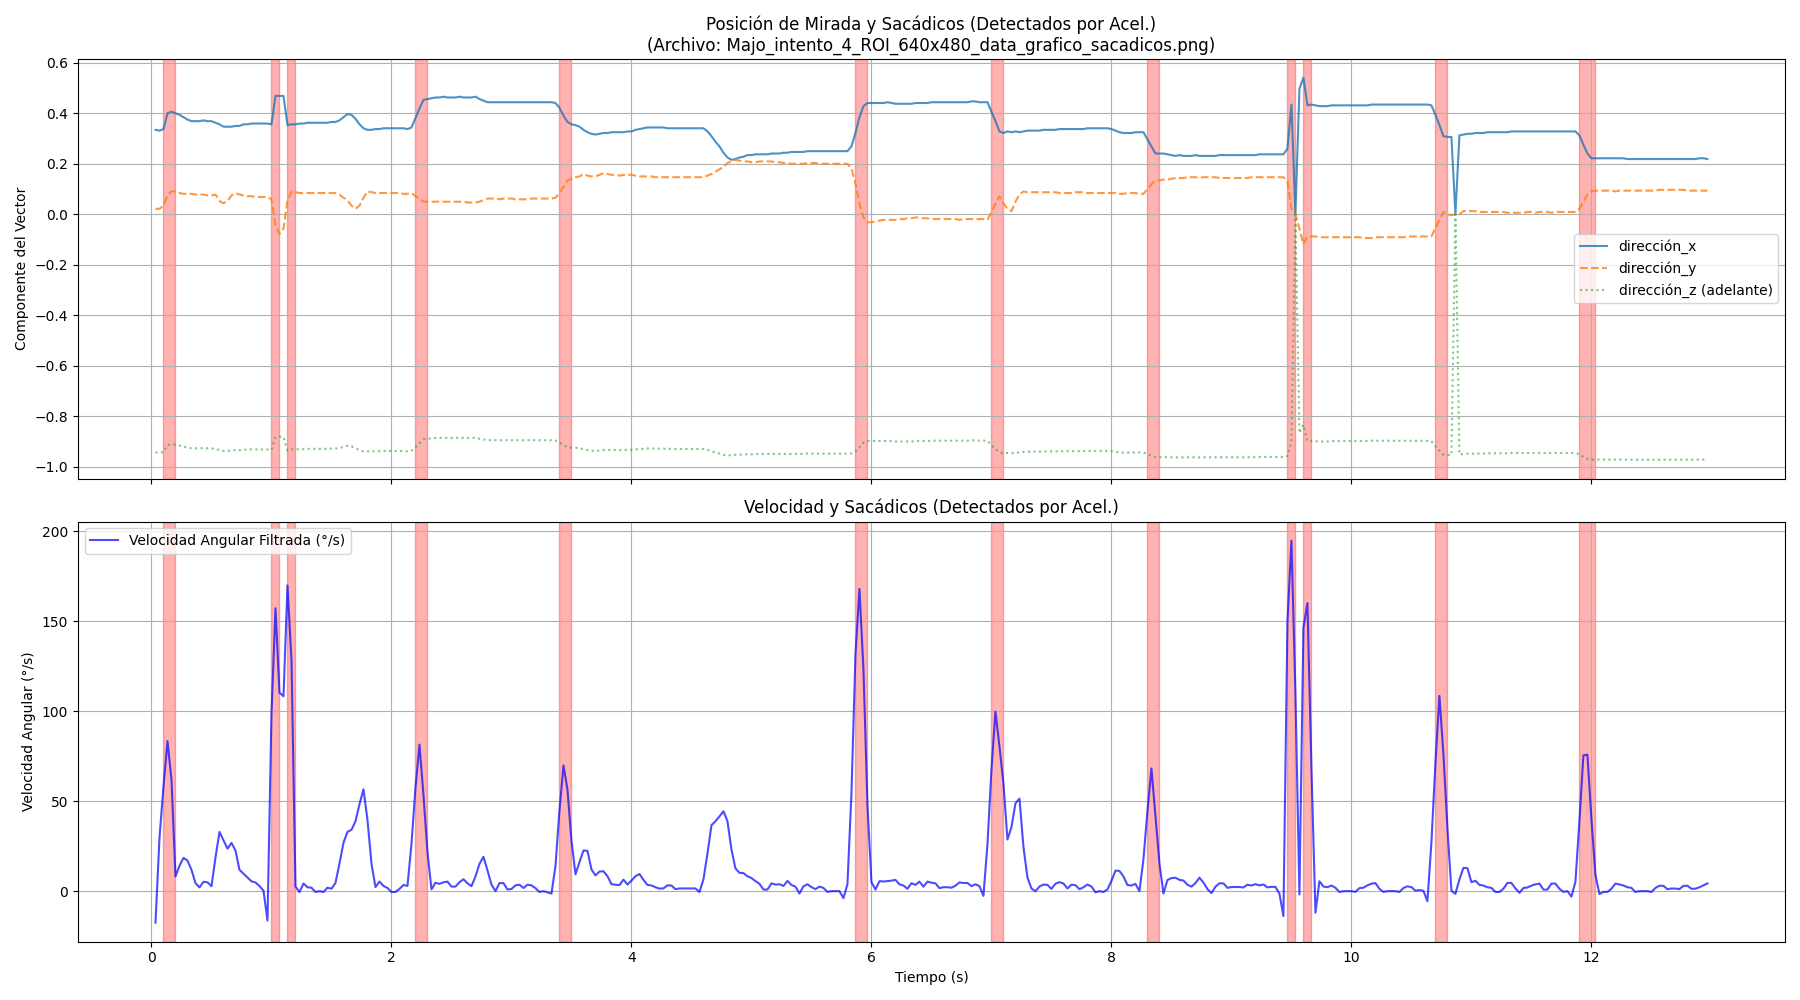 Posición de Mirada y Sacádicos (Detectados por Acel.)
(Archivo: Majo_intento_4_ROI_640x480_data_grafico_sacadicos.png)
Componente del Vector
0.6
0.4
0.2
0.0
−0.2
−0.4
−0.6
−0.8
−1.0
dirección_x
dirección_y
dirección_z (adelante)
Velocidad y Sacádicos (Detectados por Acel.)
Velocidad Angular (°/s)
200
150
100
50
0
Velocidad Angular Filtrada (°/s)
0 2 4 6 8 10 12
Tiempo (s)